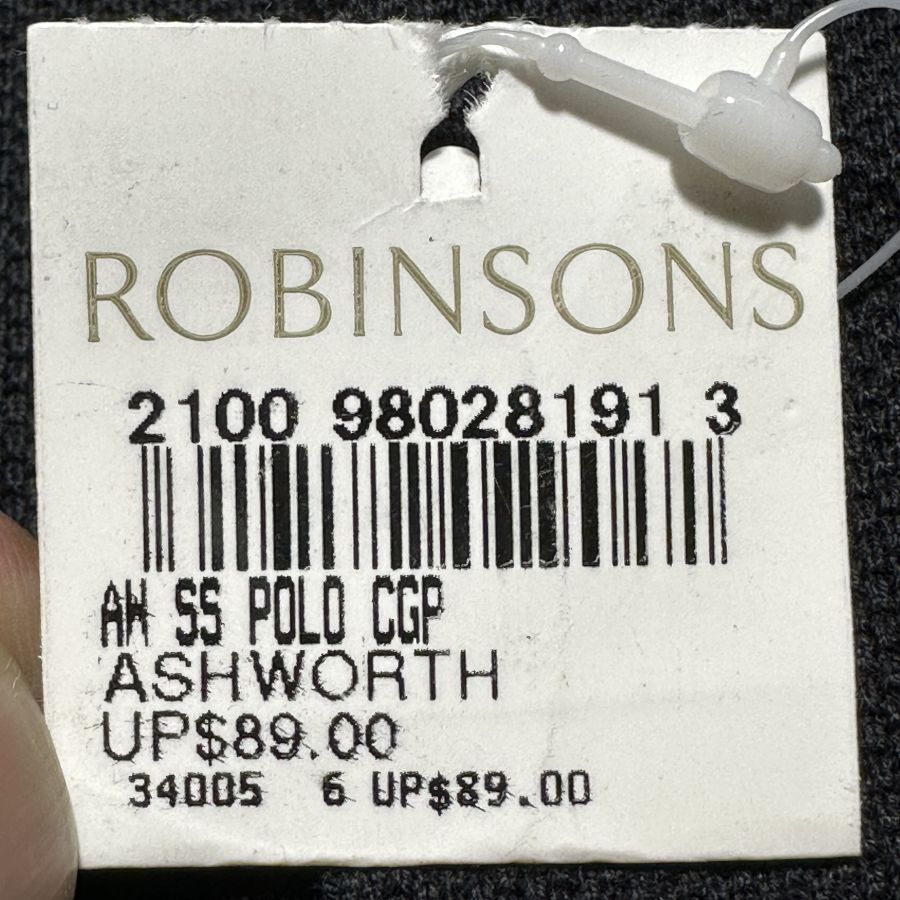 ROBINSONS
2100 98028191 3
AW SS POLO CGP
ASHWORTH
UP$89.00
34005 6 UP$89.00